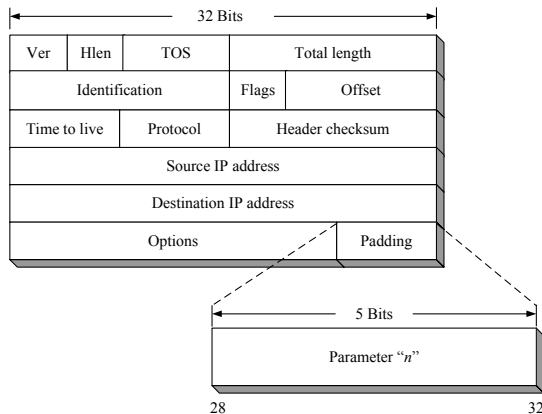 32 Bits
Ver Hlen TOS Total length
Identification Flags Offset
Time to live Protocol Header checksum
Source IP address
Destination IP address
Options Padding
5 Bits
Parameter “n”
28 32